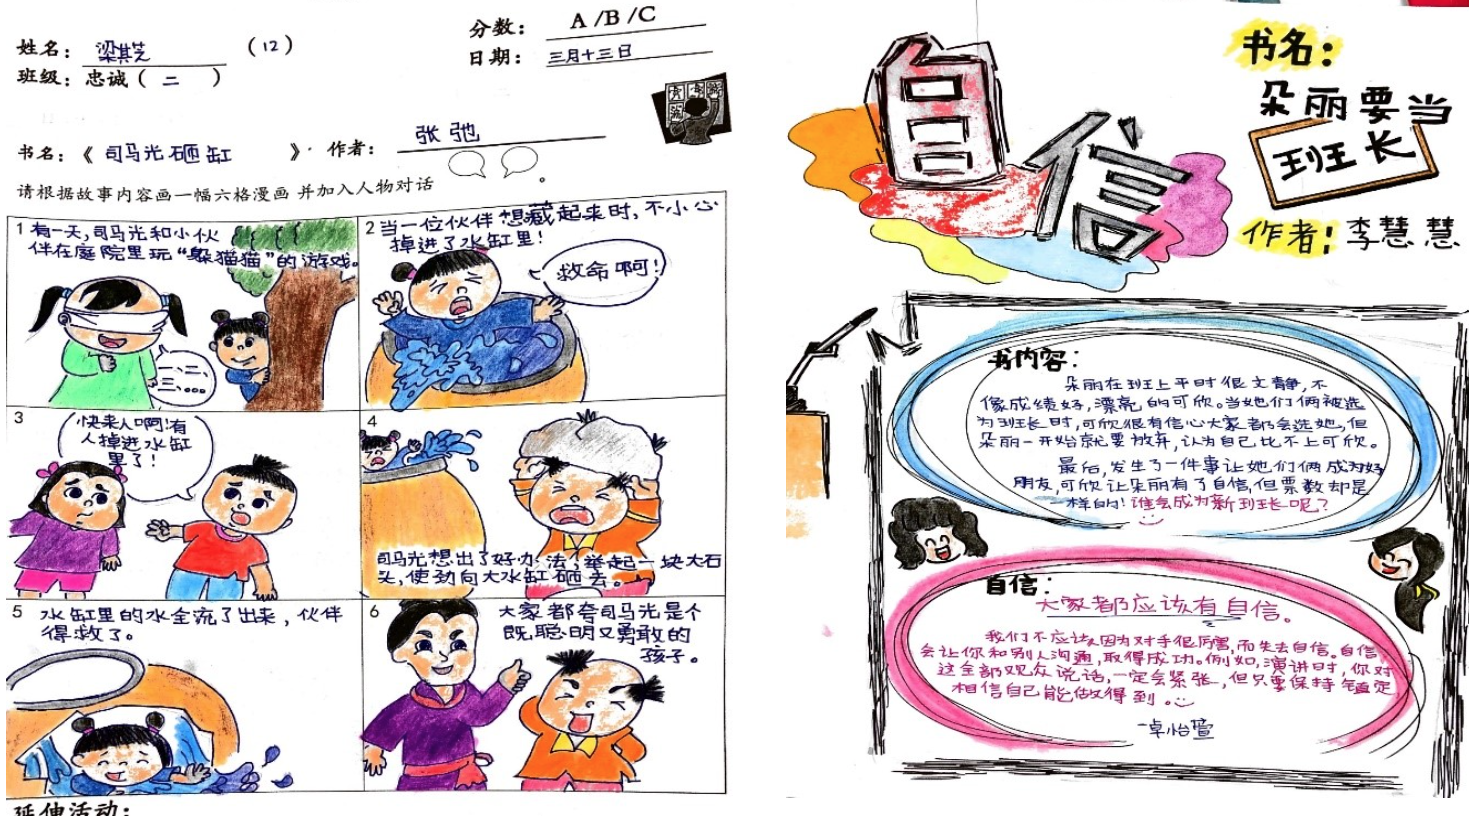 姓名：梁其芝（12）
班级：忠诚（二）
分数：A /B /C
日期：三月十三日
书名：《司马光砸缸》·作者：张弛
请根据故事内容画一幅六格漫画 并加入人物对话 。
1 有一天,司马光和小伙
伴在庭院里玩“躲猫猫”的游戏。
一、二、
三、....
2 当一位伙伴想藏起来时,不小心
掉进了水缸里!
救命啊!
3
快来人啊!有
人掉进水缸
里了!
4
司马光想出了好办法,举起一块大石
头,使劲向大水缸砸去。
5 水缸里的水全流了出来,伙伴
得救了。
6 大家都夸司马光是个
既聪明又勇敢的
孩子。
延伸活动：
自信
书名：
朵丽要当
班长
作者：李慧慧
书内容：
朵丽在班上平时很文静,不
像成绩好,漂亮的可欣。当她们俩被选
为班长时,可欣很有信心大家都会选她,但
朵丽一开始就要放弃,认为自己比不上可欣。
最后,发生了一件事让她们俩成为好
朋友,可欣让朵丽有了自信,但票数却是
一样的!谁会成为新班长呢?
自信：
大家都应该有自信。
我们不应该因为对手很厉害,而失去自信。自信
会让你和别人沟通,取得成功。例如,演讲时,你对
这全部观众说话,一定会紧张,但只要保持镇定
相信自己能做得到。
-卓怡萱